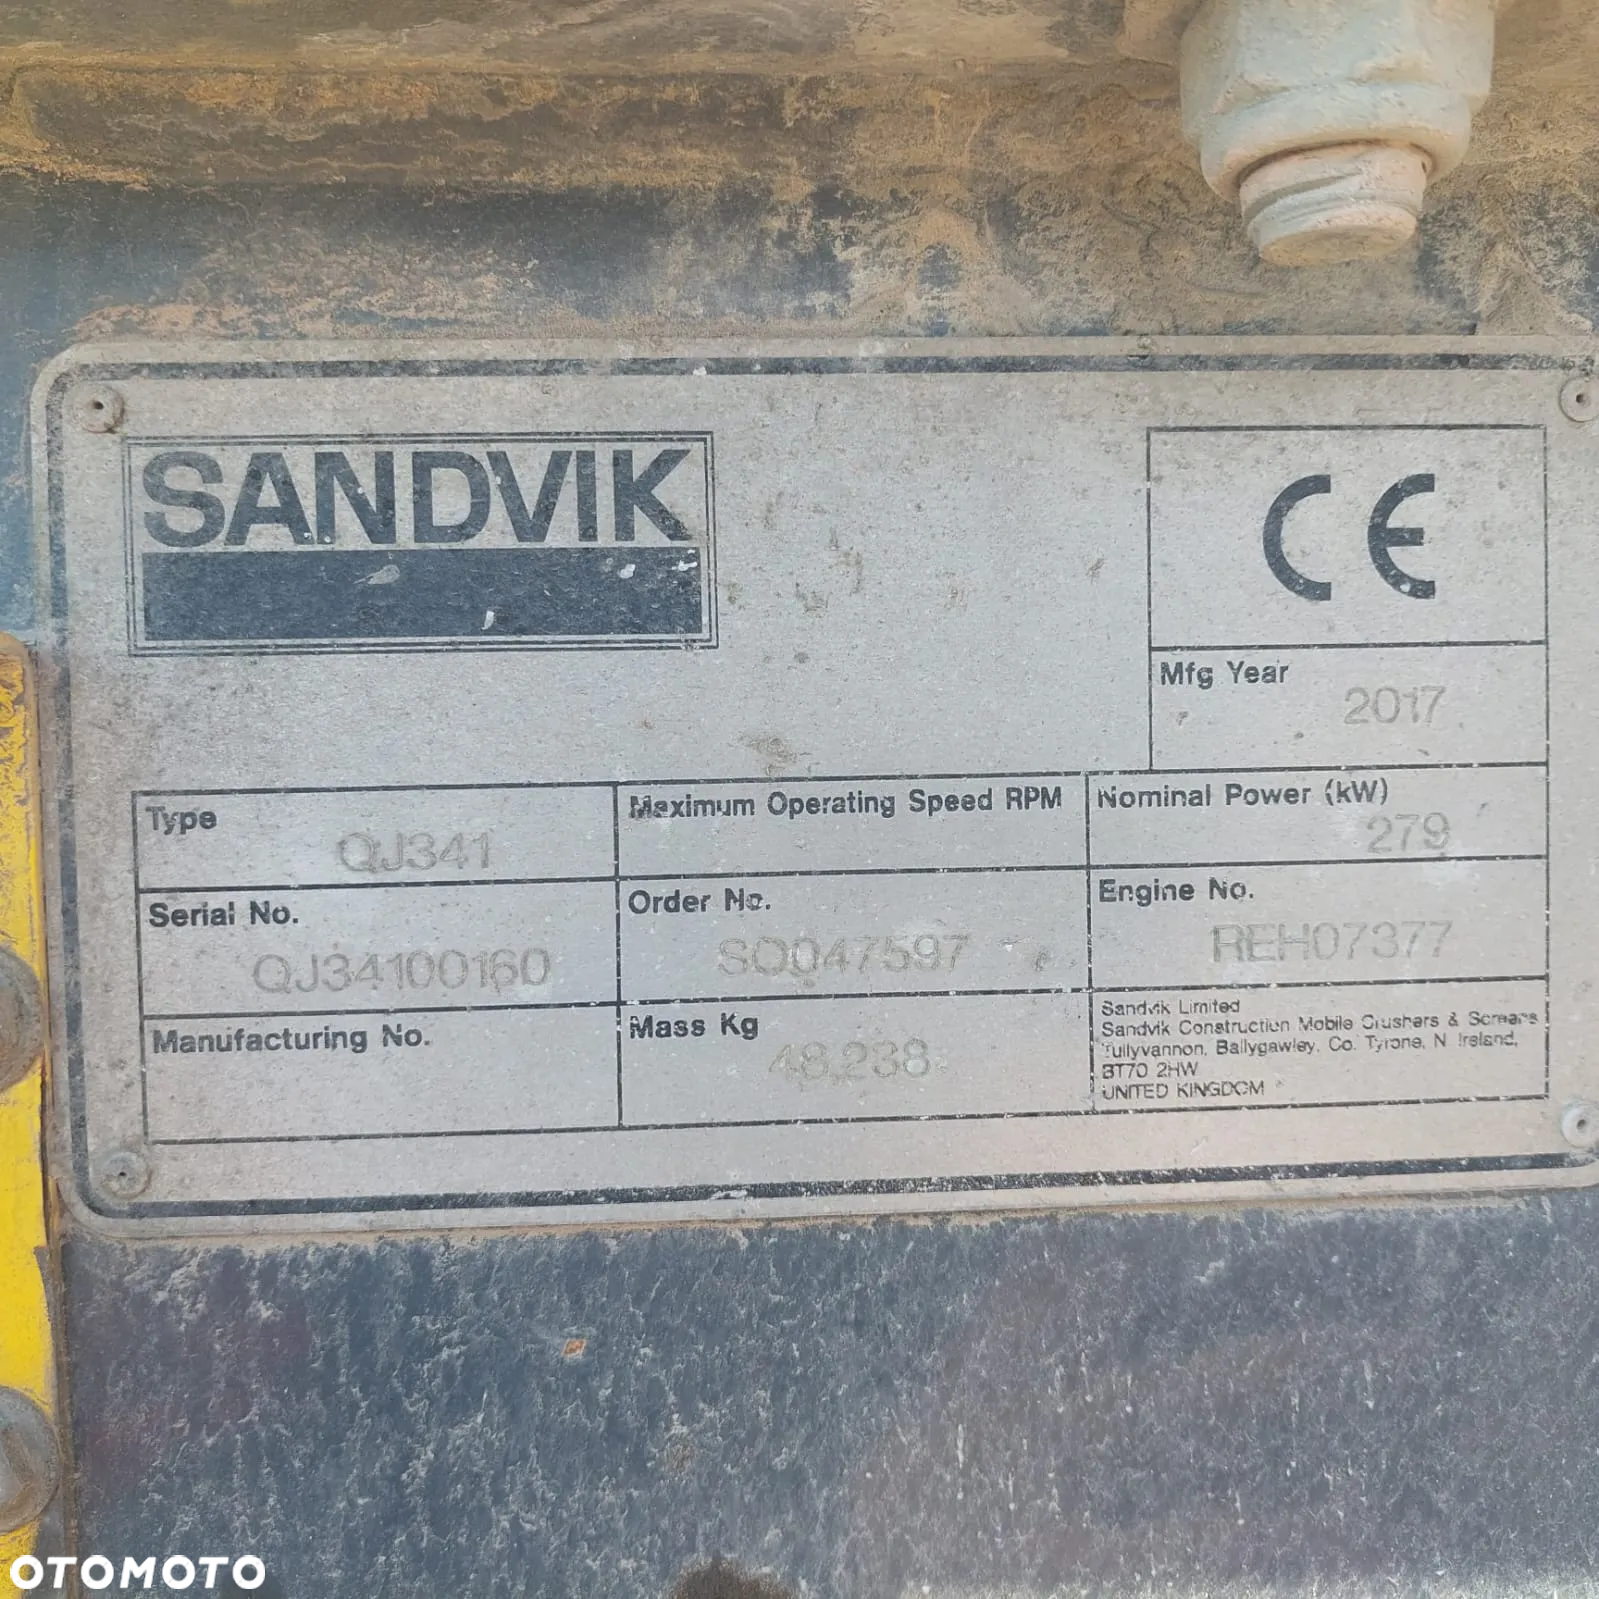 SANDVIK
CE
Mfg Year
2017
Type
QJ341
Maximum Operating Speed RPM
Nominal Power (kW)
279
Serial No.
QJ34100160
Order No.
SO047597
Engine No.
REH07377
Manufacturing No.
Mass Kg
48,238
Sandvik Limited
Sandvik Construction Mobile Crushers & Screens
Tullyvannon, Ballygawley, Co. Tyrone, N Ireland,
BT70 2HW
UNITED KINGDOM
OTOMOTO